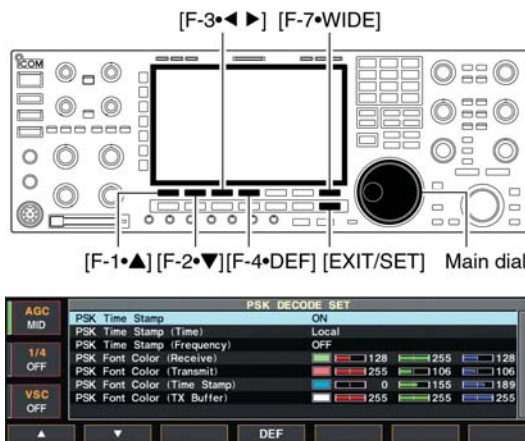 [F-3•◄ ►] [F-7•WIDE]
ICOM
[F-1•▲] [F-2•▼] [F-4•DEF] [EXIT/SET] Main dial
PSK DECODE SET
AGC
MID
1/4
OFF
VSC
OFF
PSK Time Stamp ON
PSK Time Stamp (Time) Local
PSK Time Stamp (Frequency) OFF
PSK Font Color (Receive) 128 255 128
PSK Font Color (Transmit) 255 106 106
PSK Font Color (Time Stamp) 0 155 189
PSK Font Color (TX Buffer) 255 255 255
▲ ▼ DEF